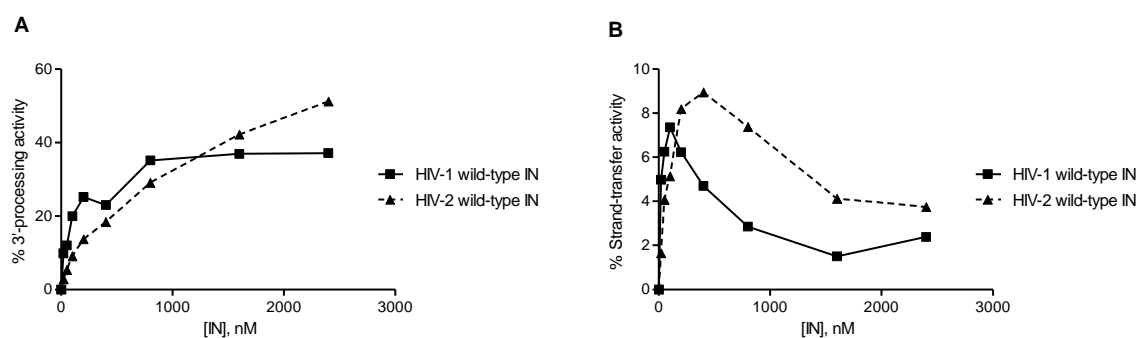 A
60
40
20
0
% 3'-processing activity
0 1000 2000 3000
[IN], nM
HIV-1 wild-type IN
HIV-2 wild-type IN
B
10
8
6
4
2
0
% Strand-transfer activity
0 1000 2000 3000
[IN], nM
HIV-1 wild-type IN
HIV-2 wild-type IN